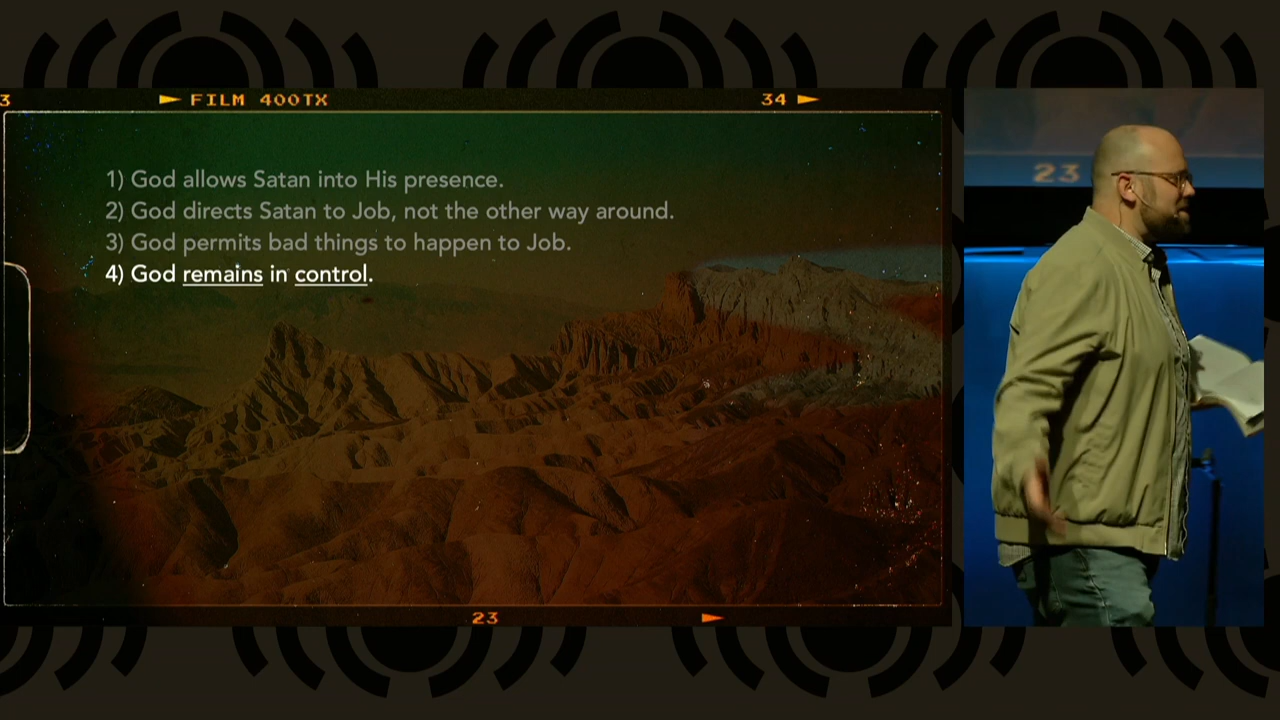 3
FILM 400TX
34
1) God allows Satan into His presence.
2) God directs Satan to Job, not the other way around.
3) God permits bad things to happen to Job.
4) God remains in control.
23
23